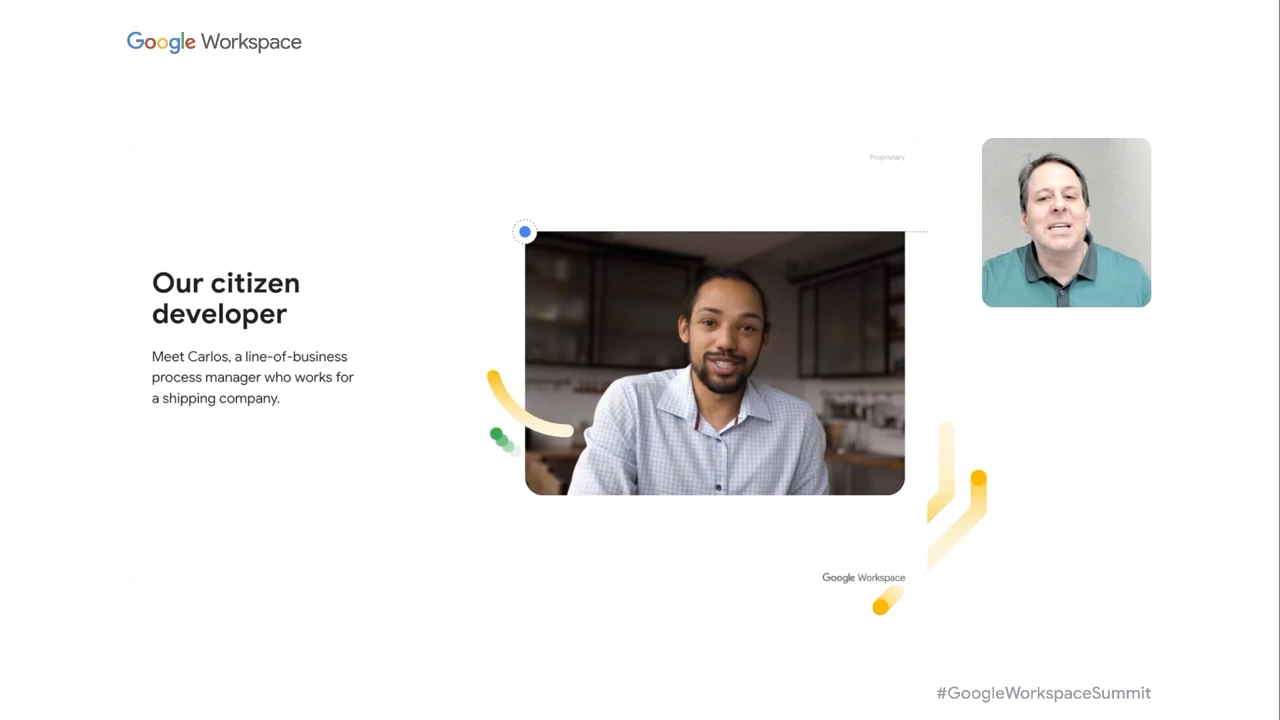 Google Workspace
Proprietary
Our citizen
developer
Meet Carlos, a line-of-business
process manager who works for
a shipping company.
Google Workspace
#GoogleWorkspaceSummit